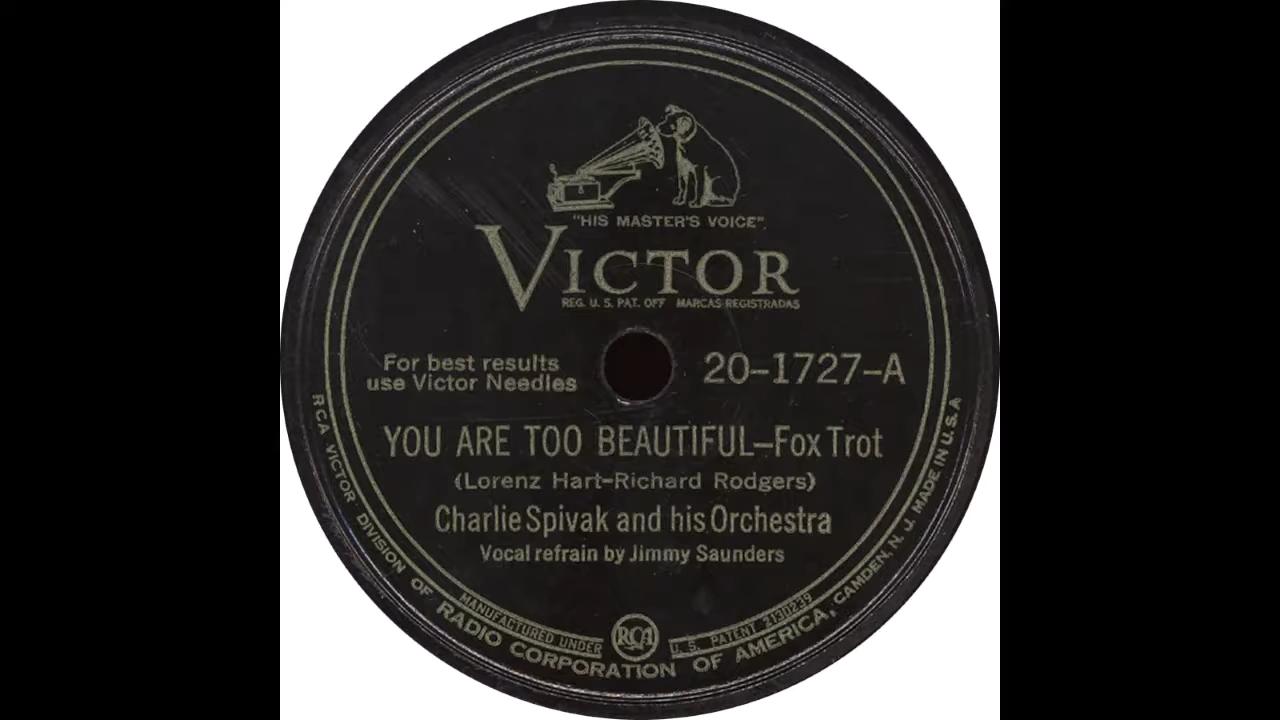 "HIS MASTER'S VOICE"
VICTOR
REG. U. S. PAT. OFF MARCAS REGISTRADAS
For best results
use Victor Needles
20-1727-A
YOU ARE TOO BEAUTIFUL—Fox Trot
(Lorenz Hart-Richard Rodgers)
Charlie Spivak and his Orchestra
Vocal refrain by Jimmy Saunders
MANUFACTURED UNDER RCA U. S. PATENT 2130239
RCA VICTOR DIVISION OF RADIO CORPORATION OF AMERICA, CAMDEN, N. J. MADE IN U. S. A